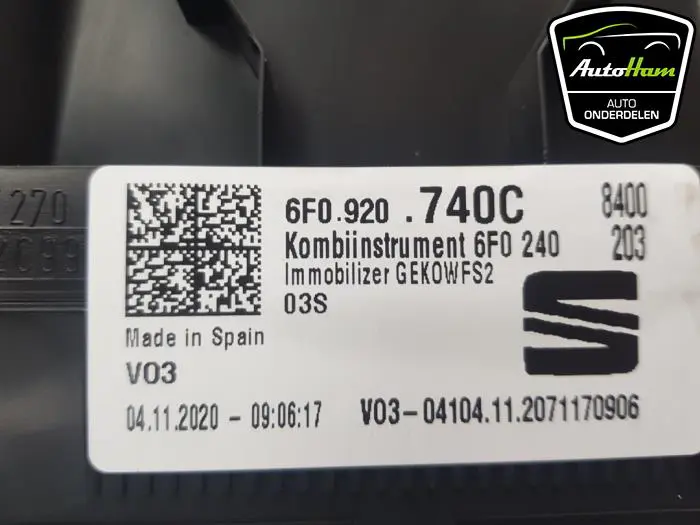 AutoHam
AUTO
ONDERDELEN
270
6F0.920 .740C 8400
Kombiinstrument 6F0 240 203
Immobilizer GEKOWFS2
03S
Made in Spain
V03
04.11.2020 - 09:06:17 V03-04104.11.2071170906